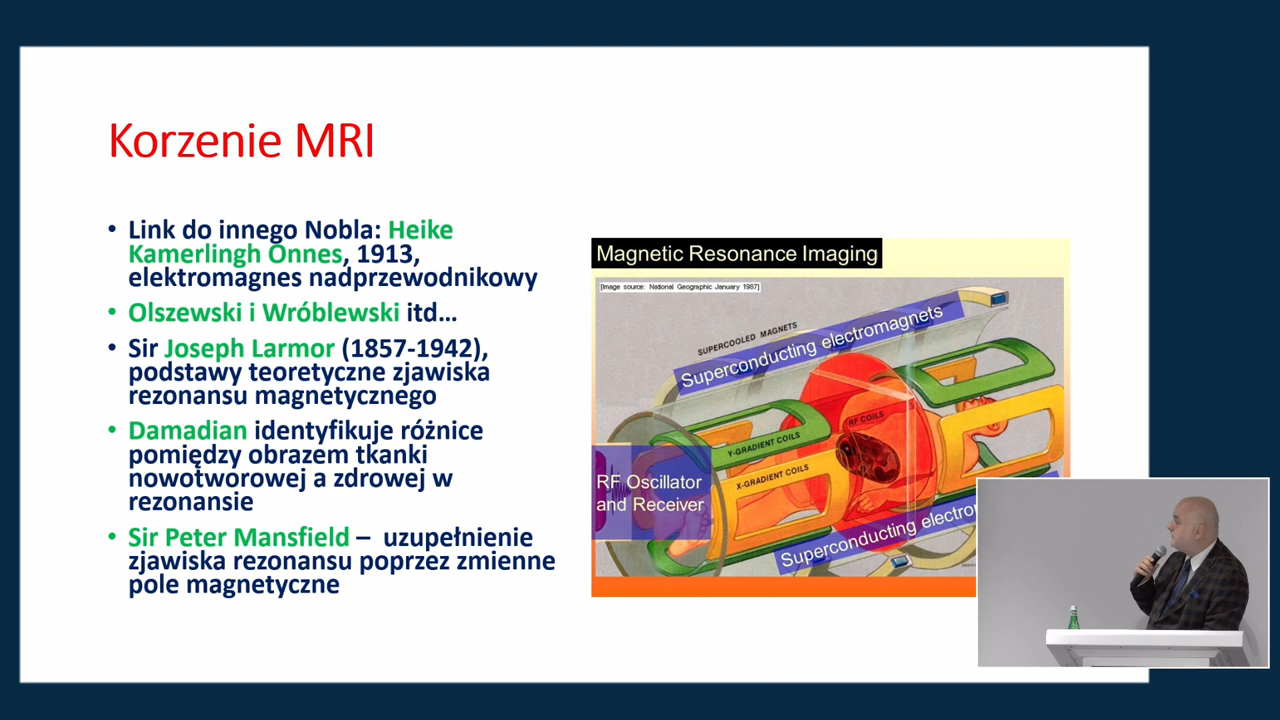 Korzenie MRI
• Link do innego Nobla: Heike
Kamerlingh Onnes, 1913,
elektromagnes nadprzewodnikowy
• Olszewski i Wróblewski itd...
• Sir Joseph Larmor (1857-1942),
podstawy teoretyczne zjawiska
rezonansu magnetycznego
• Damadian identyfikuje różnice
pomiędzy obrazem tkanki
nowotworowej a zdrowej w
rezonansie
• Sir Peter Mansfield – uzupełnienie
zjawiska rezonansu poprzez zmienne
pole magnetyczne
Magnetic Resonance Imaging
[Image source: National Geographic January 1987]
SUPERCOOLED MAGNETS
Superconducting electromagnets
RF COILS
Y-GRADIENT COILS
X-GRADIENT COILS
RF Oscillator
and Receiver
Superconducting electro